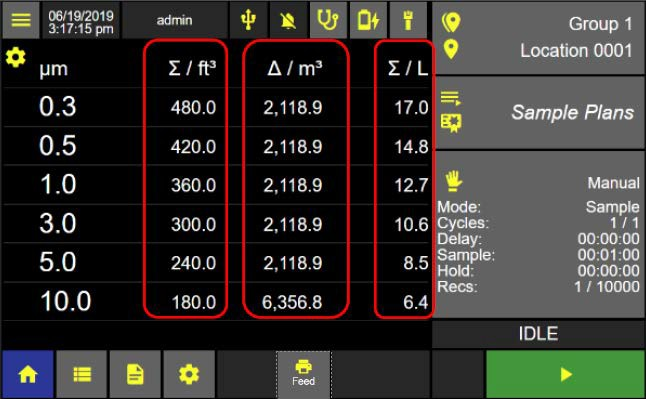 06/19/2019
3:17:15 pm
admin
Group 1
Location 0001
µm Σ / ft³ Δ / m³ Σ / L
0.3 480.0 2,118.9 17.0
0.5 420.0 2,118.9 14.8
1.0 360.0 2,118.9 12.7
3.0 300.0 2,118.9 10.6
5.0 240.0 2,118.9 8.5
10.0 180.0 6,356.8 6.4
Sample Plans
Manual
Mode: Sample
Cycles: 1 / 1
Delay: 00:00:00
Sample: 00:01:00
Hold: 00:00:00
Recs: 1 / 10000
IDLE
Feed